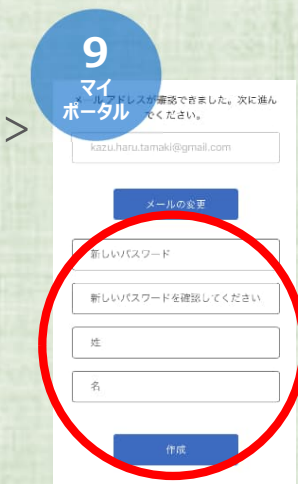 9
マイ
ポータル
>
メールアドレスが確認できました。次に進ん
でください。
kazu.haru.tamaki@gmail.com
メールの変更
新しいパスワード
新しいパスワードを確認してください
姓
名
作成